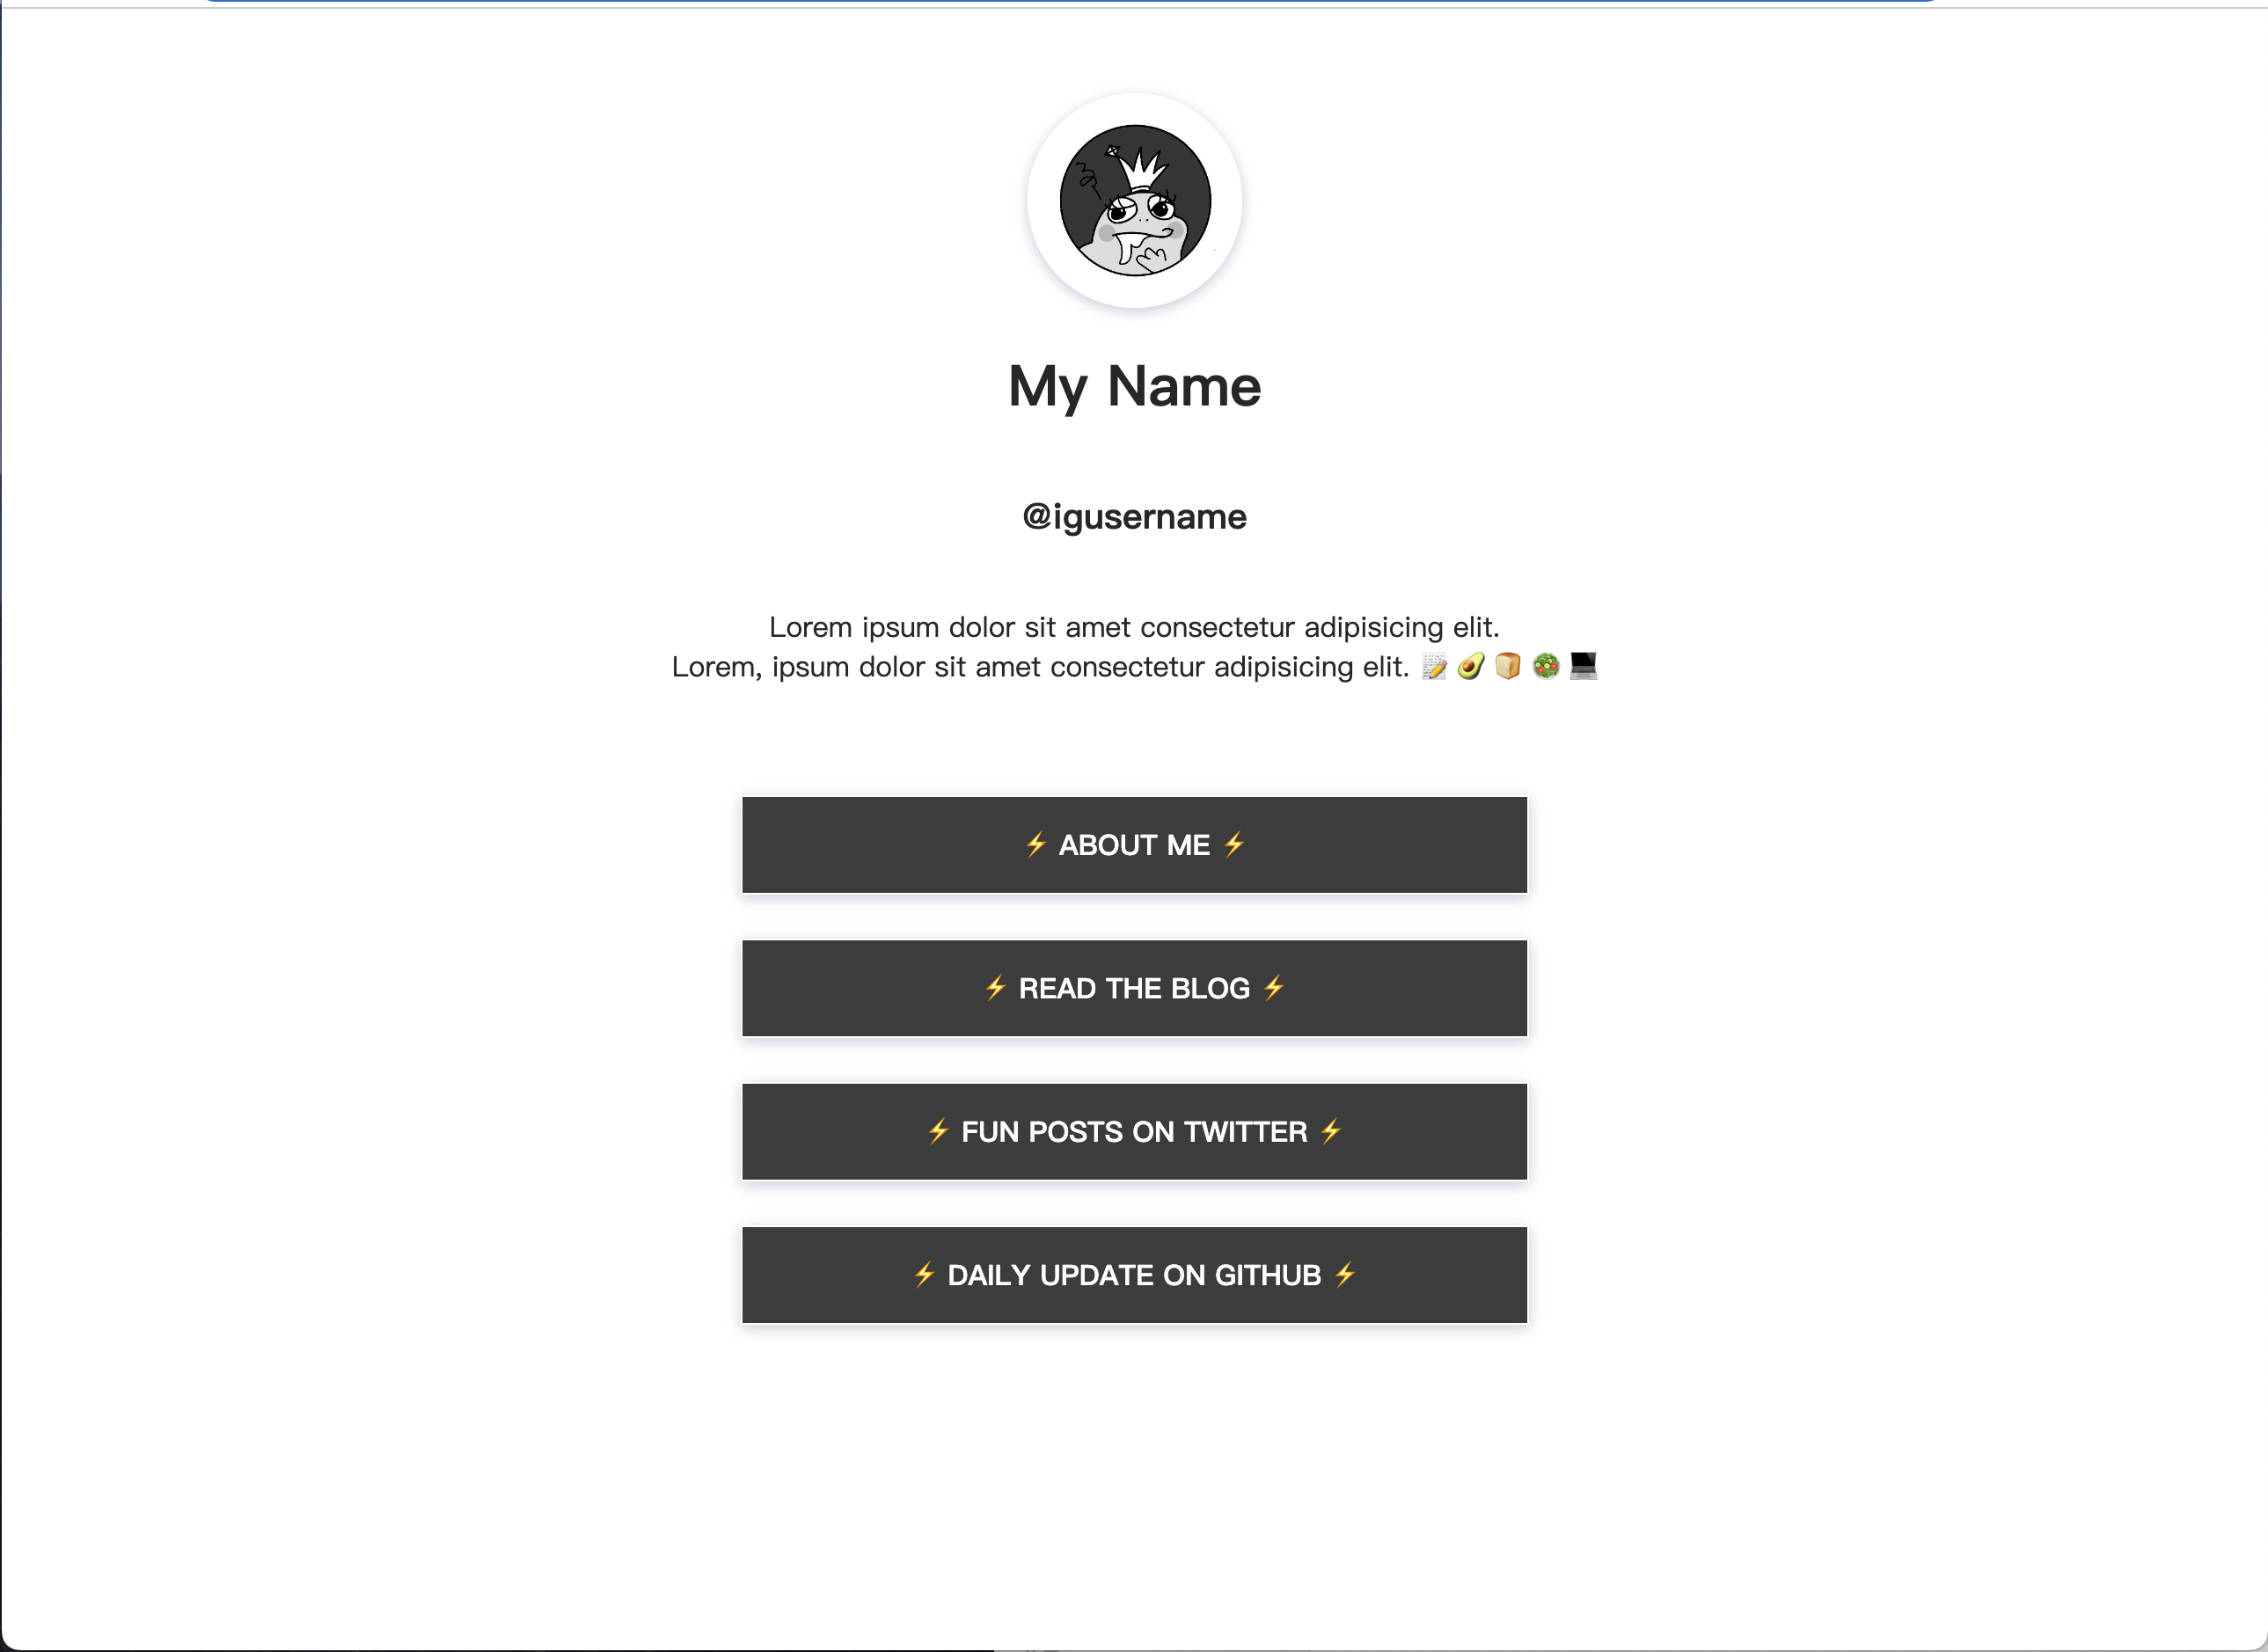 My Name
@igusername
Lorem ipsum dolor sit amet consectetur adipisicing elit.
Lorem, ipsum dolor sit amet consectetur adipisicing elit. 📝 🥑 🍞 🥗 💻
⚡ ABOUT ME ⚡
⚡ READ THE BLOG ⚡
⚡ FUN POSTS ON TWITTER ⚡
⚡ DAILY UPDATE ON GITHUB ⚡